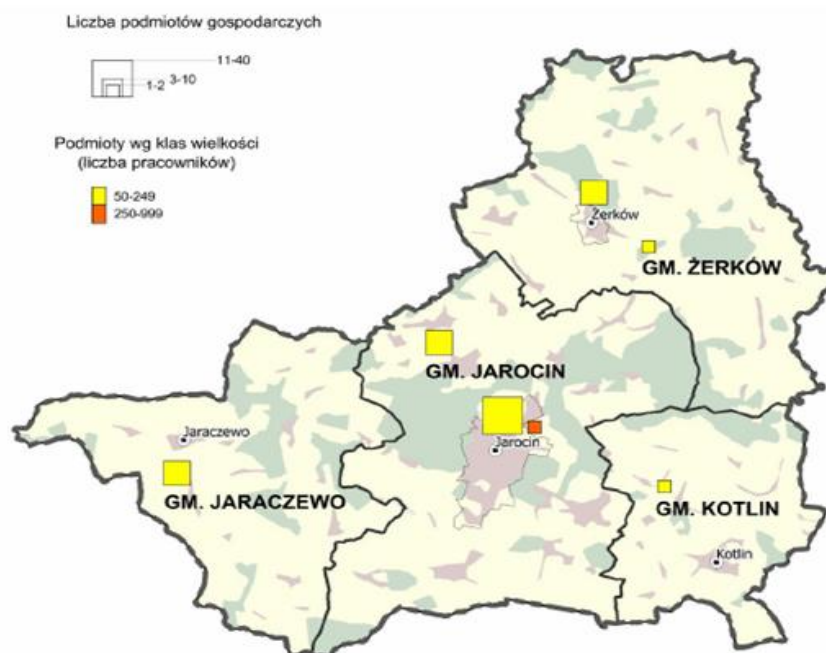 Liczba podmiotów gospodarczych
11-40
3-10
1-2
Podmioty wg klas wielkości
(liczba pracowników)
50-249
250-999
Żerków
GM. ŻERKÓW
GM. JAROCIN
Jaraczewo
Jarocin
GM. JARACZEWO
GM. KOTLIN
Kotlin